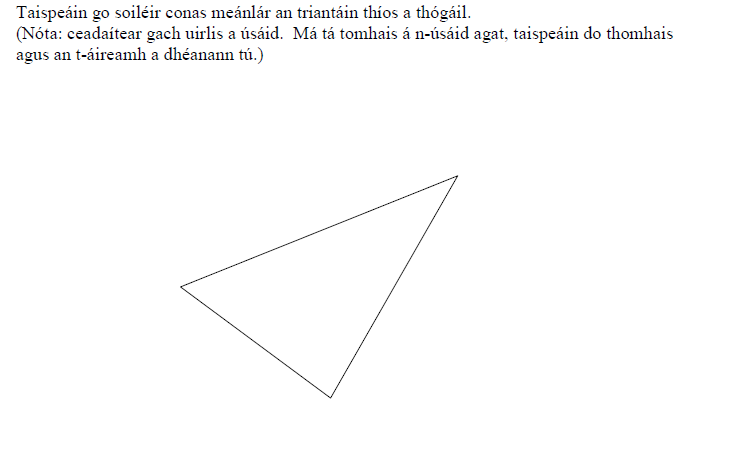 Taispeáin go soiléir conas meánlár an triantáin thíos a thógáil.
(Nóta: ceadaítear gach uirlis a úsáid.  Má tá tomhais á n-úsáid agat, taispeáin do thomhais
agus an t-áireamh a dhéanann tú.)